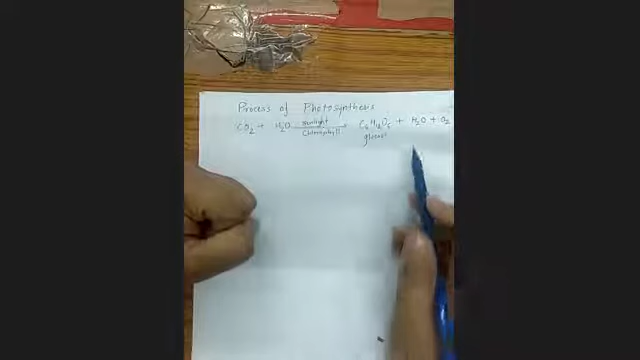 Process of Photosynthesis
CO₂ + H₂O sunlight → C₆H₁₂O₆ + H₂O + O₂
Chlorophyll glucose